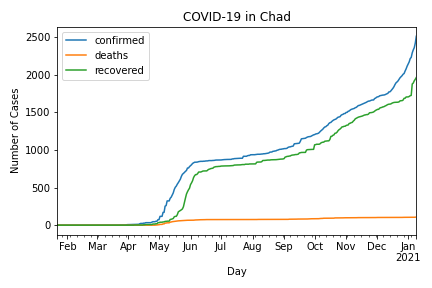 COVID-19 in Chad
confirmed
deaths
recovered
Number of Cases
2500
2000
1500
1000
500
0
Feb Mar Apr May Jun Jul Aug Sep Oct Nov Dec Jan
2021
Day